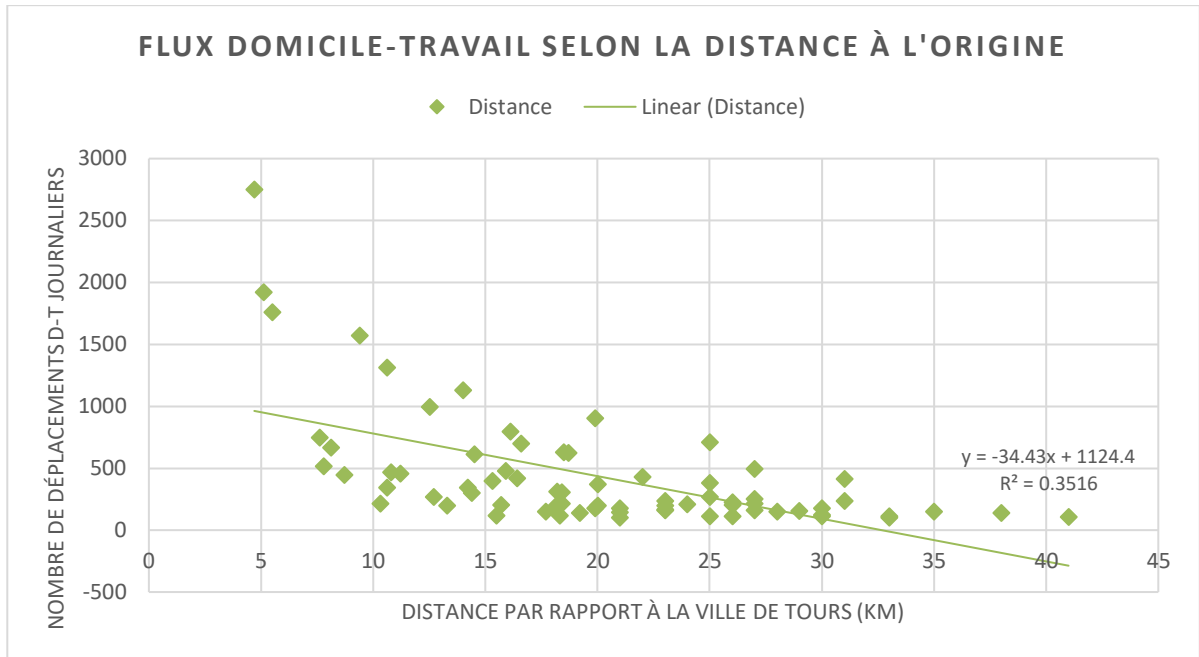 FLUX DOMICILE-TRAVAIL SELON LA DISTANCE À L'ORIGINE
Distance Linear (Distance)
NOMBRE DE DÉPLACEMENTS D-T JOURNALIERS
3000
2500
2000
1500
1000
500
0
-500
0 5 10 15 20 25 30 35 40 45
y = -34.43x + 1124.4
R² = 0.3516
DISTANCE PAR RAPPORT À LA VILLE DE TOURS (KM)